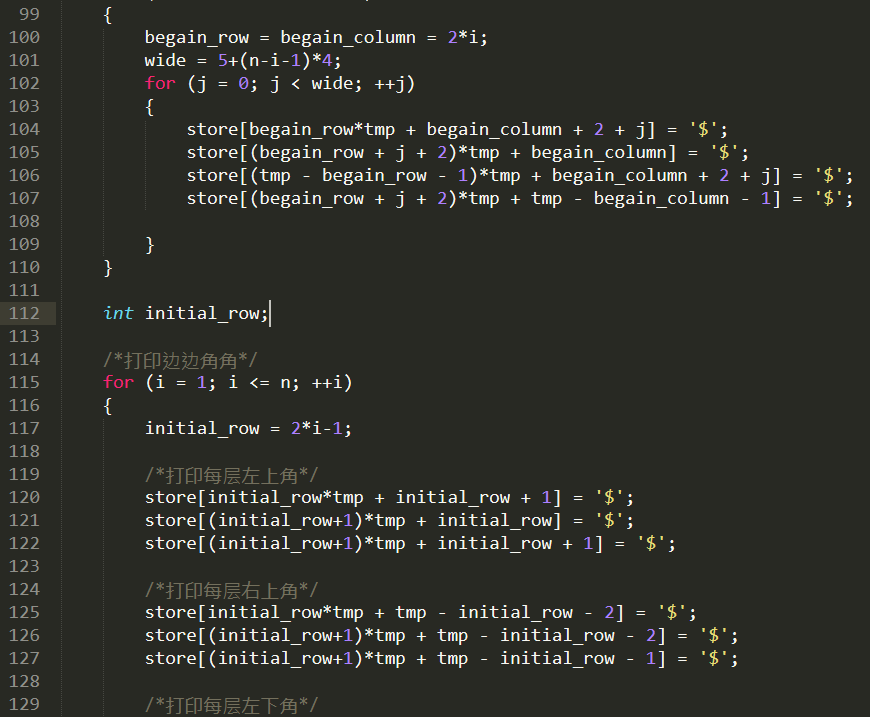 99 {
100 begain_row = begain_column = 2*i;
101 wide = 5+(n-i-1)*4;
102 for (j = 0; j < wide; ++j)
103 {
104 store[begain_row*tmp + begain_column + 2 + j] = '$';
105 store[(begain_row + j + 2)*tmp + begain_column] = '$';
106 store[(tmp - begain_row - 1)*tmp + begain_column + 2 + j] = '$';
107 store[(begain_row + j + 2)*tmp + tmp - begain_column - 1] = '$';
108
109 }
110 }
111
112 int initial_row;
113
114 /*打印边边角角*/
115 for (i = 1; i <= n; ++i)
116 {
117 initial_row = 2*i-1;
118
119 /*打印每层左上角*/
120 store[initial_row*tmp + initial_row + 1] = '$';
121 store[(initial_row+1)*tmp + initial_row] = '$';
122 store[(initial_row+1)*tmp + initial_row + 1] = '$';
123
124 /*打印每层右上角*/
125 store[initial_row*tmp + tmp - initial_row - 2] = '$';
126 store[(initial_row+1)*tmp + tmp - initial_row - 2] = '$';
127 store[(initial_row+1)*tmp + tmp - initial_row - 1] = '$';
128
129 /*打印每层左下角*/